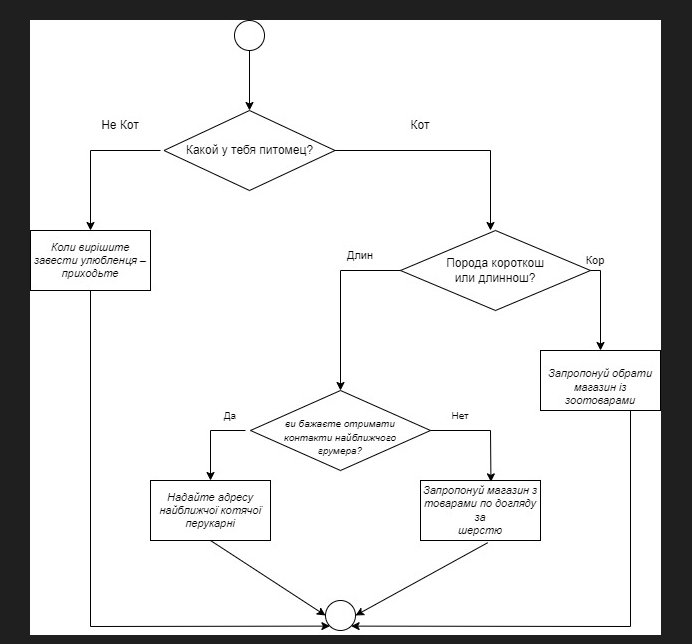 Не Кот
Кот
Какой у тебя питомец?
Коли вирішите
завести улюбленця –
приходьте
Длин
Порода короткош
или длиннош?
Кор
Запропонуй обрати
магазин із
зоотоварами
Да
ви бажаєте отримати
контакти найближчого
грумера?
Нет
Надайте адресу
найближчої котячої
перукарні
Запропонуй магазин з
товарами по догляду
за
шерстю